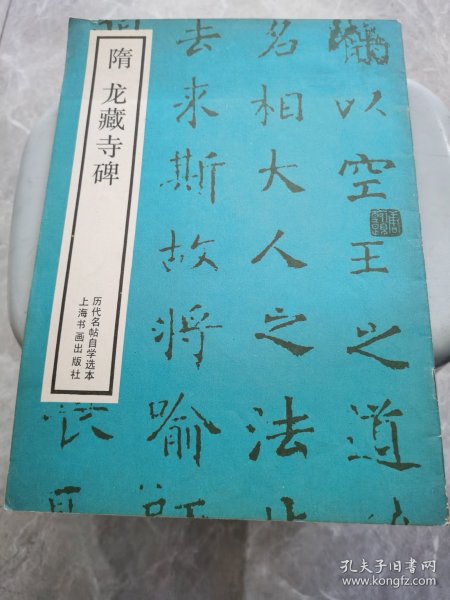 隋 龙藏寺碑
历代名帖自学选本
上海书画出版社
以空王之道
名相大人之法
去来斯故将喻
孔夫子旧书网
www.kongfz.com